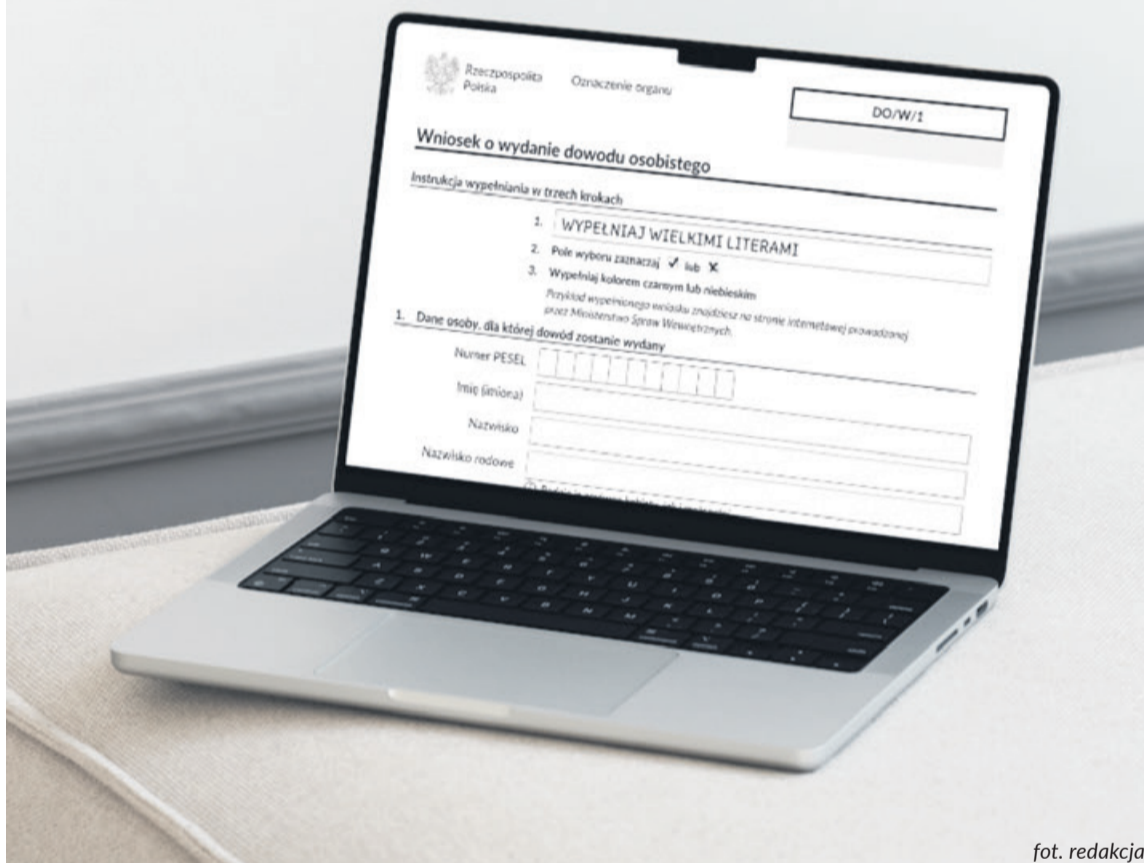 Rzeczpospolita
Polska
Oznaczenie organu
DO/W/1
Wniosek o wydanie dowodu osobistego
Instrukcja wypełniania w trzech krokach
1. WYPEŁNIAJ WIELKIMI LITERAMI
2. Pole wyboru zaznaczaj ✓ lub ✗
3. Wypełniaj kolorem czarnym lub niebieskim
Przykład wypełnionego wniosku znajdziesz na stronie internetowej prowadzonej
przez Ministerstwo Spraw Wewnętrznych.
1. Dane osoby, dla której dowód zostanie wydany
Numer PESEL
Imię (imiona)
Nazwisko
Nazwisko rodowe
fot. redakcja